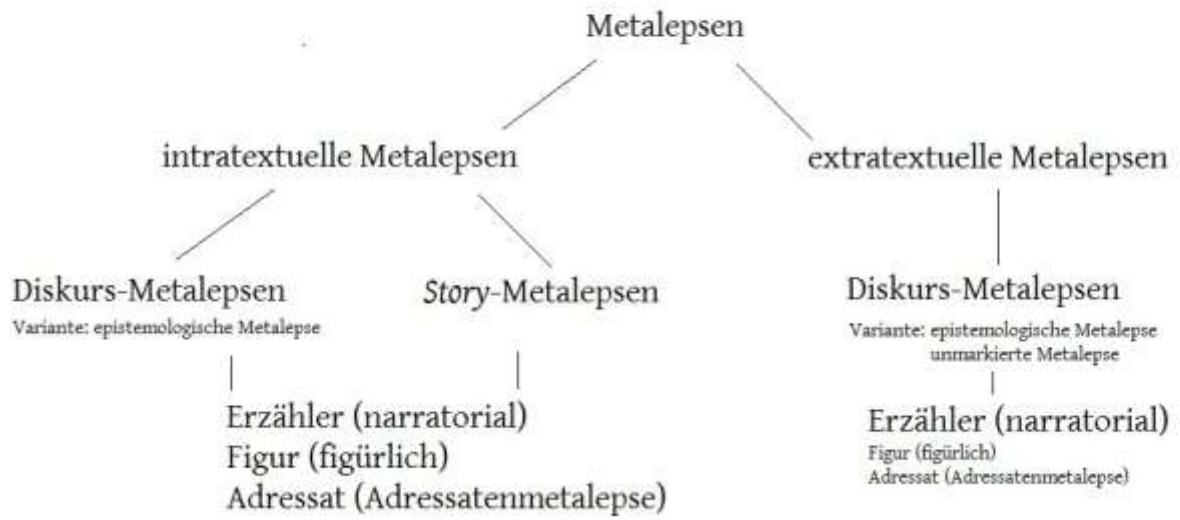 Metalepsen
intratextuelle Metalepsen
extratextuelle Metalepsen
Diskurs-Metalepsen
Variante: epistemologische Metalepse
Story-Metalepsen
Diskurs-Metalepsen
Variante: epistemologische Metalepse
unmarkierte Metalepse
Erzähler (narratorial)
Figur (figürlich)
Adressat (Adressatenmetalepse)
Erzähler (narratorial)
Figur (figürlich)
Adressat (Adressatenmetalepse)